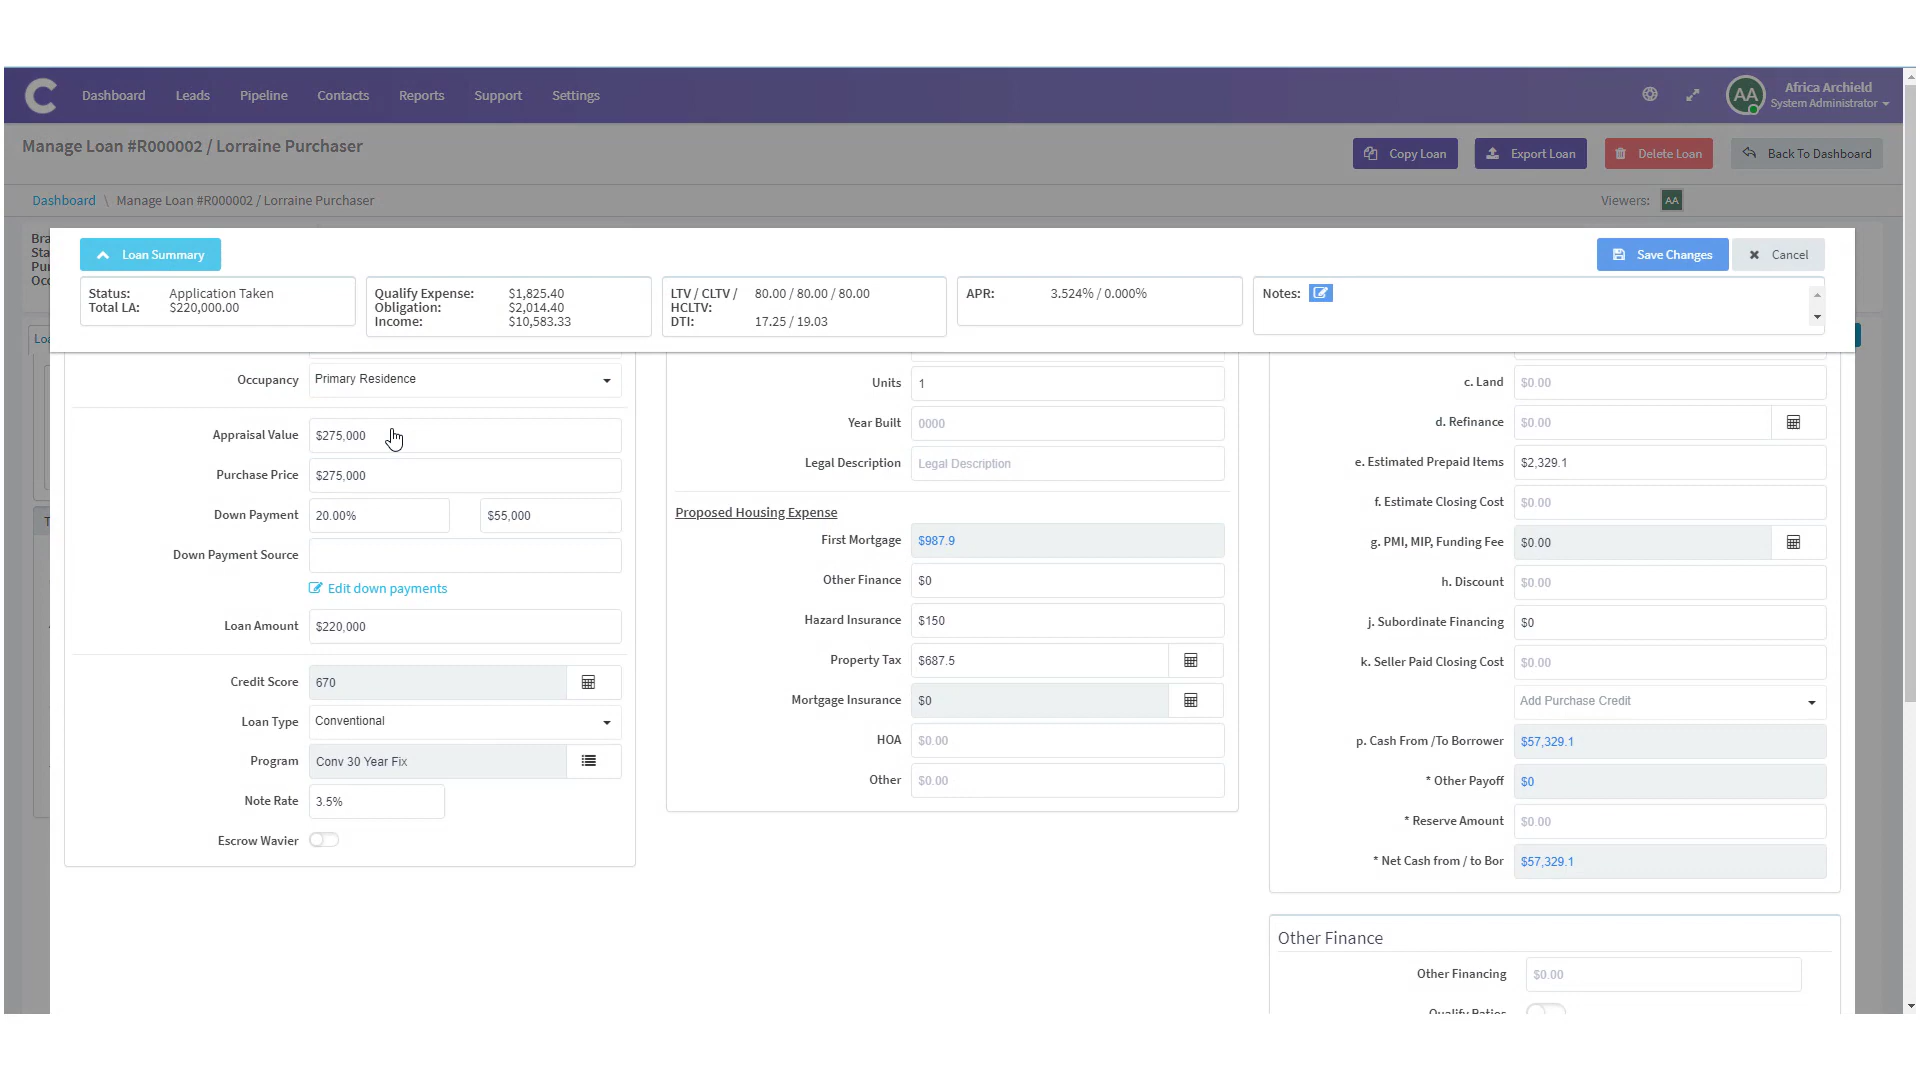 Dashboard Leads Pipeline Contacts Reports Support Settings
AA Africa Archield
System Administrator
Manage Loan #R000002 / Lorraine Purchaser
Copy Loan Export Loan Delete Loan Back To Dashboard
Dashboard \ Manage Loan #R000002 / Lorraine Purchaser
Viewers: AA
Bra
Sta
Pur
Occ
Loan Summary
Save Changes Cancel
Status: Application Taken
Total LA: $220,000.00
Qualify Expense: $1,825.40
Obligation: $2,014.40
Income: $10,583.33
LTV / CLTV / HCLTV: 80.00 / 80.00 / 80.00
DTI: 17.25 / 19.03
APR: 3.524% / 0.000%
Notes:
Loa
Occupancy Primary Residence
Appraisal Value $275,000
Purchase Price $275,000
Down Payment 20.00% $55,000
Down Payment Source
Edit down payments
Loan Amount $220,000
Credit Score 670
Loan Type Conventional
Program Conv 30 Year Fix
Note Rate 3.5%
Escrow Wavier
Units 1
Year Built 0000
Legal Description Legal Description
Proposed Housing Expense
First Mortgage $987.9
Other Finance $0
Hazard Insurance $150
Property Tax $687.5
Mortgage Insurance $0
HOA $0.00
Other $0.00
c. Land $0.00
d. Refinance $0.00
e. Estimated Prepaid Items $2,329.1
f. Estimate Closing Cost $0.00
g. PMI, MIP, Funding Fee $0.00
h. Discount $0.00
j. Subordinate Financing $0
k. Seller Paid Closing Cost $0.00
Add Purchase Credit
p. Cash From /To Borrower $57,329.1
* Other Payoff $0
* Reserve Amount $0.00
* Net Cash from / to Bor $57,329.1
Other Finance
Other Financing $0.00
Qualify Ratios